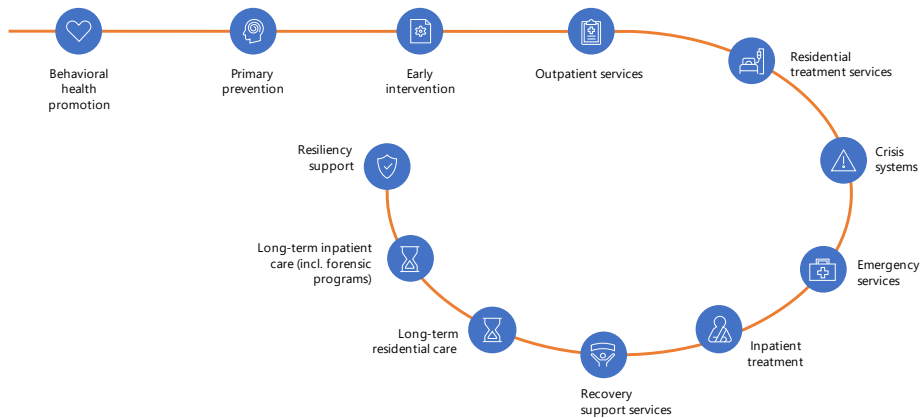 Behavioral
health
promotion
Primary
prevention
Early
intervention
Outpatient services
Residential
treatment services
Crisis
systems
Emergency
services
Inpatient
treatment
Recovery
support services
Long-term
residential care
Long-term inpatient
care (incl. forensic
programs)
Resiliency
support